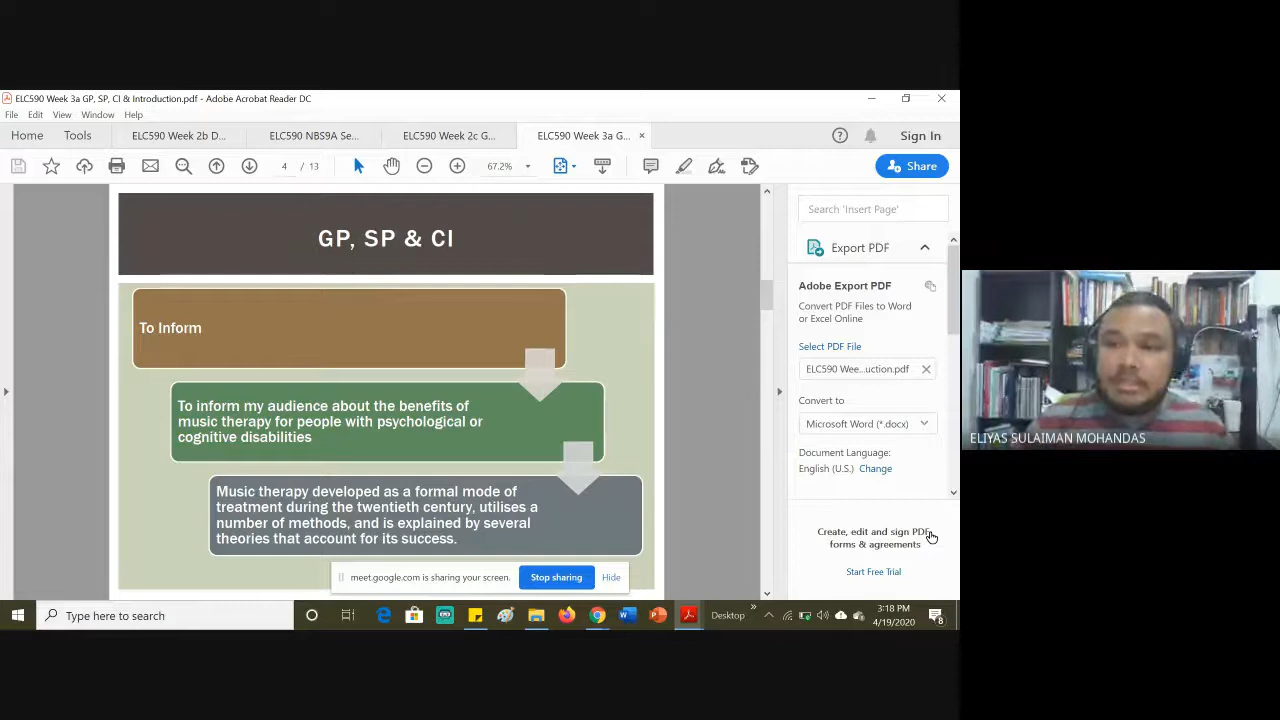 ELC590 Week 3a GP, SP, CI & Introduction.pdf - Adobe Acrobat Reader DC
File Edit View Window Help
Home Tools ELC590 Week 2b D... ELC590 NBS9A Se... ELC590 Week 2c G... ELC590 Week 3a G... × Sign In
4 / 13 67.2% Share
GP, SP & CI
To Inform
To inform my audience about the benefits of
music therapy for people with psychological or
cognitive disabilities
Music therapy developed as a formal mode of
treatment during the twentieth century, utilises a
number of methods, and is explained by several
theories that account for its success.
Search 'Insert Page'
Export PDF
Adobe Export PDF
Convert PDF Files to Word
or Excel Online
Select PDF File
ELC590 Wee...uction.pdf
Convert to
Microsoft Word (*.docx)
Document Language:
English (U.S.) Change
Create, edit and sign PDF
forms & agreements
Start Free Trial
ELIYAS SULAIMAN MOHANDAS
meet.google.com is sharing your screen. Stop sharing Hide
Type here to search
Desktop
3:18 PM
4/19/2020
8